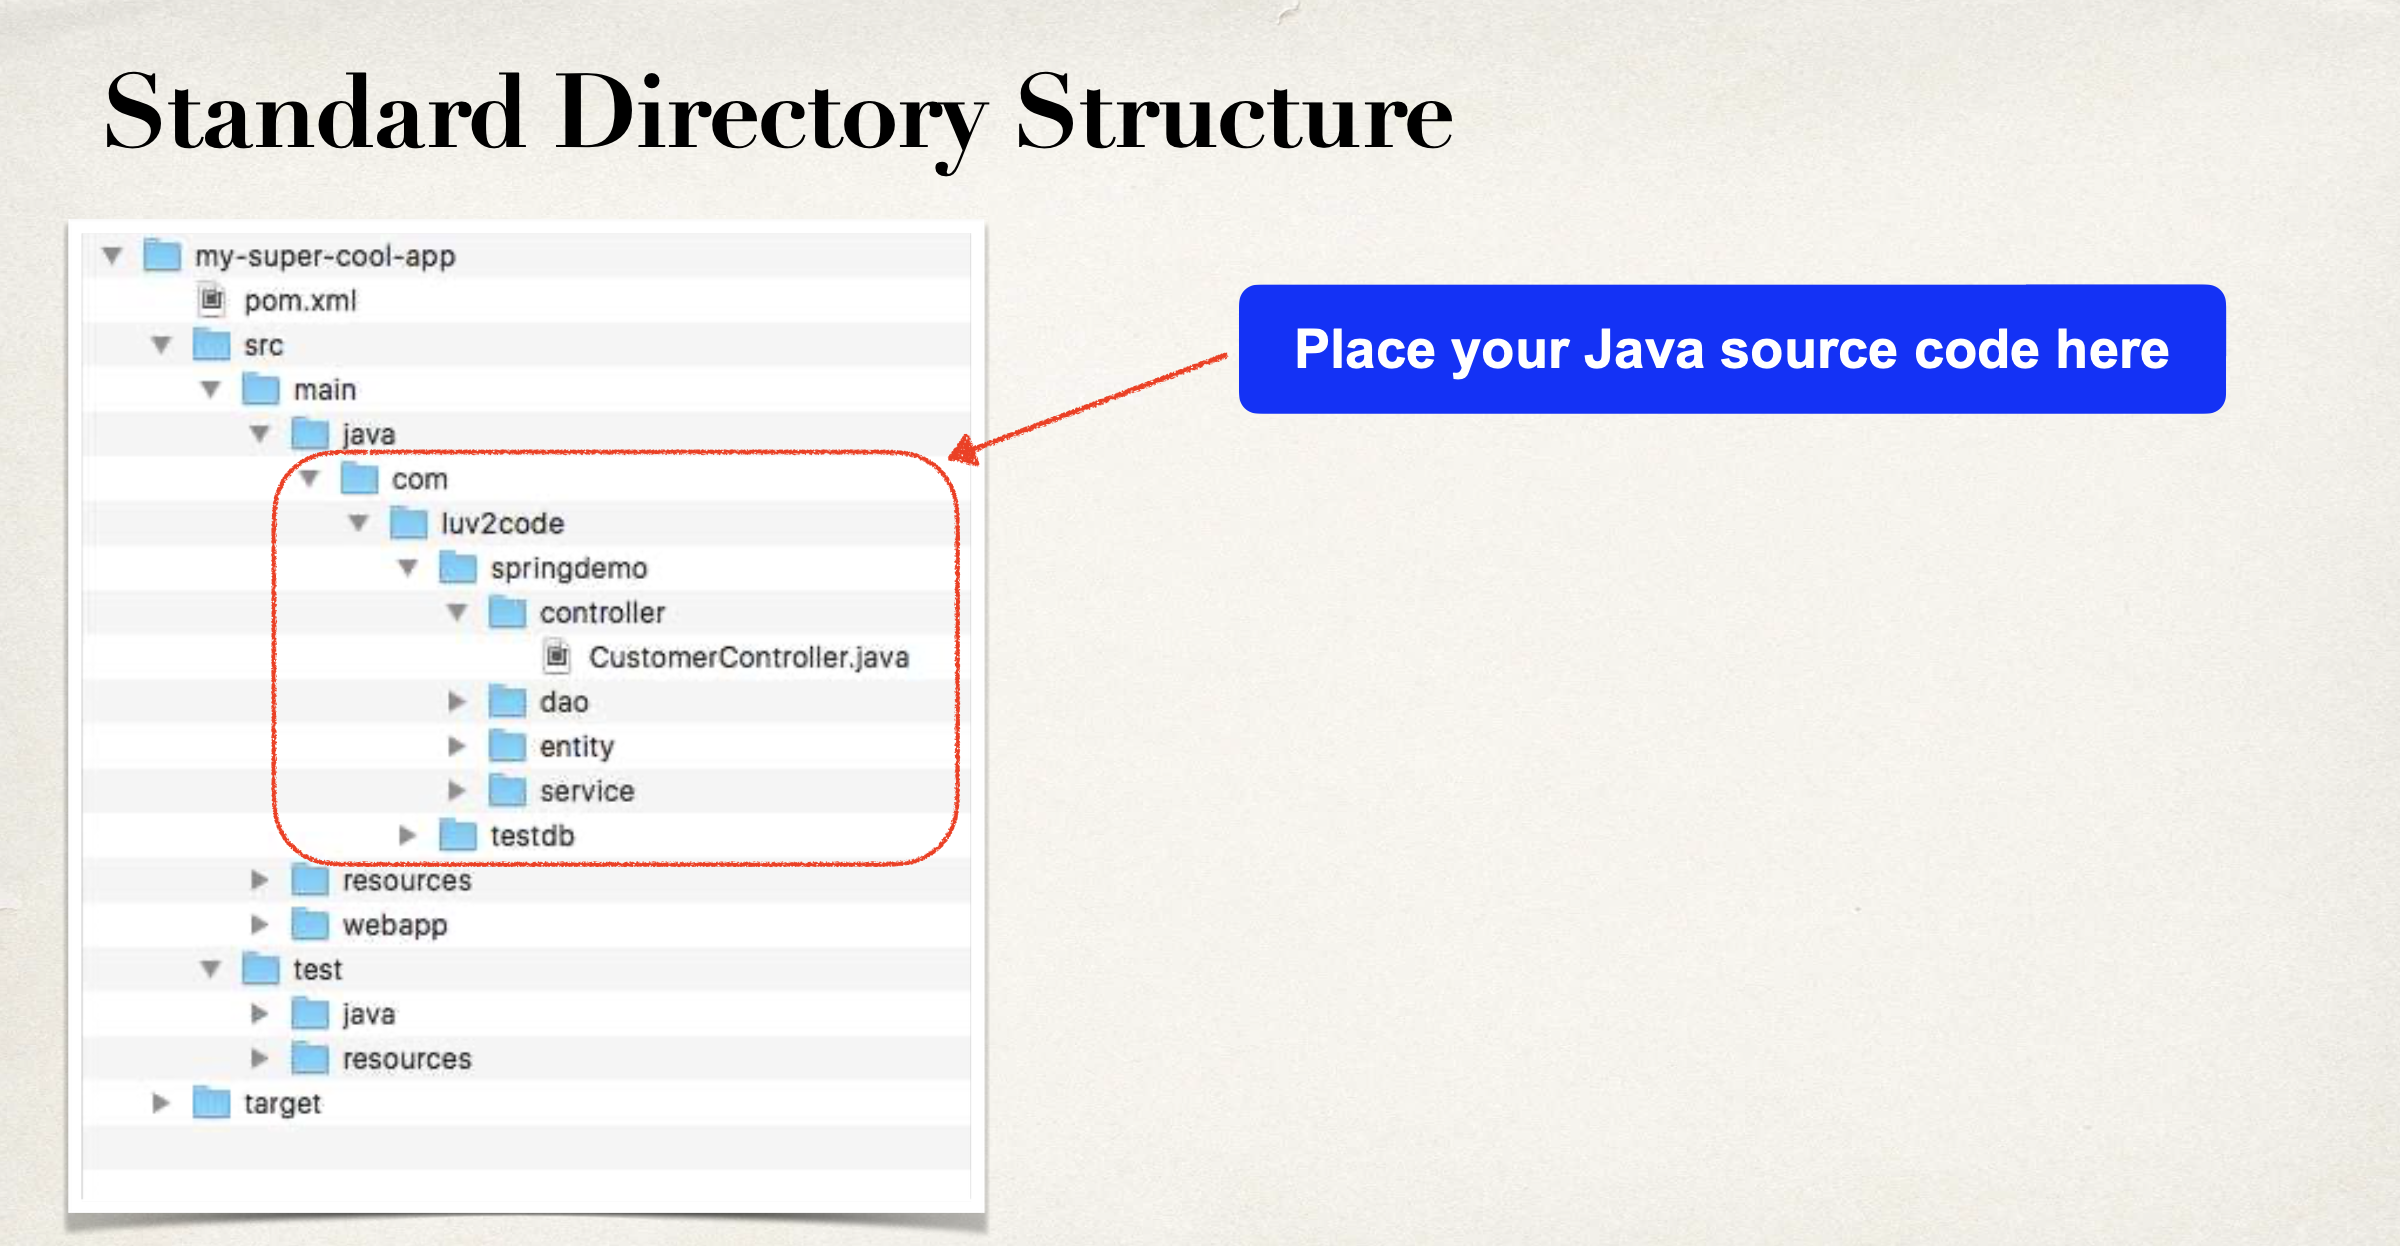 Standard Directory Structure
my-super-cool-app
pom.xml
src
main
java
com
luv2code
springdemo
controller
CustomerController.java
dao
entity
service
testdb
resources
webapp
test
java
resources
target
Place your Java source code here